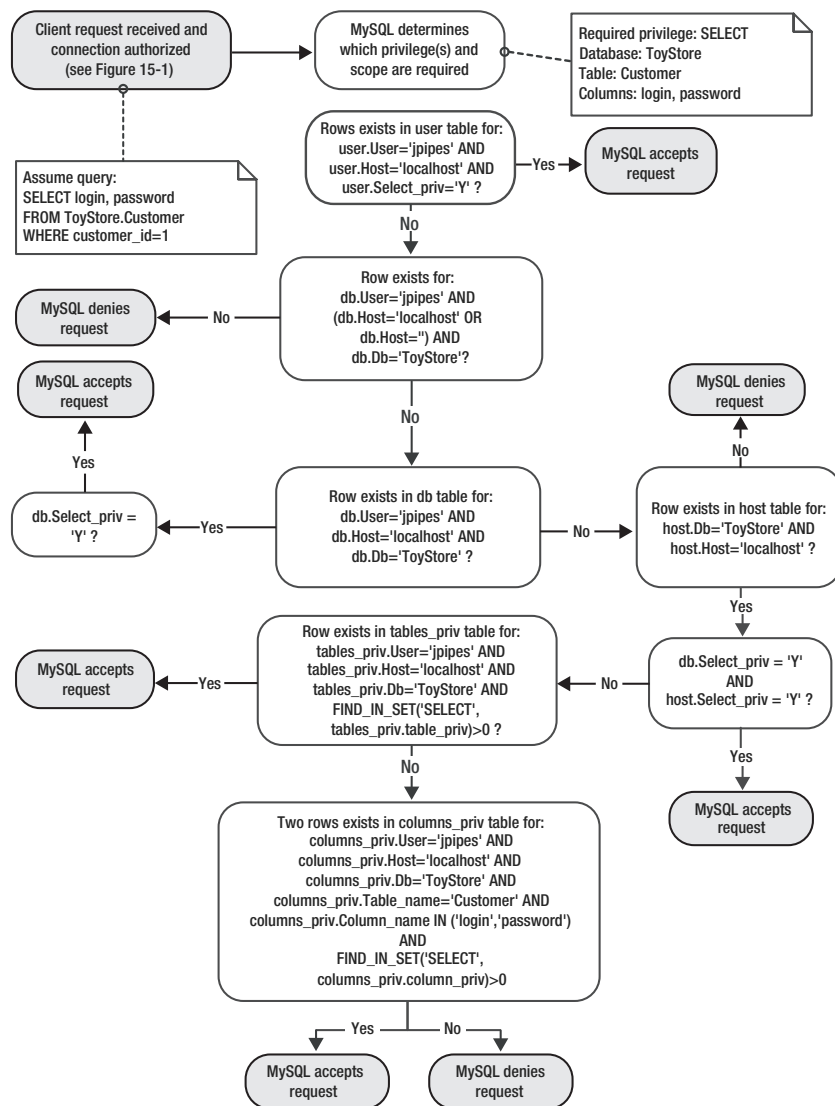 Client request received and
connection authorized
(see Figure 15-1)
MySQL determines
which privilege(s) and
scope are required
Required privilege: SELECT
Database: ToyStore
Table: Customer
Columns: login, password
Assume query:
SELECT login, password
FROM ToyStore.Customer
WHERE customer_id=1
Rows exists in user table for:
user.User='jpipes' AND
user.Host='localhost' AND
user.Select_priv='Y' ?
Yes
MySQL accepts
request
No
Row exists for:
db.User='jpipes' AND
(db.Host='localhost' OR
db.Host='') AND
db.Db='ToyStore'?
No
MySQL denies
request
No
MySQL accepts
request
Yes
db.Select_priv =
'Y' ?
Yes
Row exists in db table for:
db.User='jpipes' AND
db.Host='localhost' AND
db.Db='ToyStore' ?
No
MySQL denies
request
No
Row exists in host table for:
host.Db='ToyStore' AND
host.Host='localhost' ?
Yes
db.Select_priv = 'Y'
AND
host.Select_priv = 'Y' ?
Yes
MySQL accepts
request
No
Row exists in tables_priv table for:
tables_priv.User='jpipes' AND
tables_priv.Host='localhost' AND
tables_priv.Db='ToyStore' AND
FIND_IN_SET('SELECT',
tables_priv.table_priv)>0 ?
Yes
MySQL accepts
request
No
Two rows exists in columns_priv table for:
columns_priv.User='jpipes' AND
columns_priv.Host='localhost' AND
columns_priv.Db='ToyStore' AND
columns_priv.Table_name='Customer' AND
columns_priv.Column_name IN ('login','password')
AND
FIND_IN_SET('SELECT',
columns_priv.column_priv)>0
Yes
No
MySQL accepts
request
MySQL denies
request